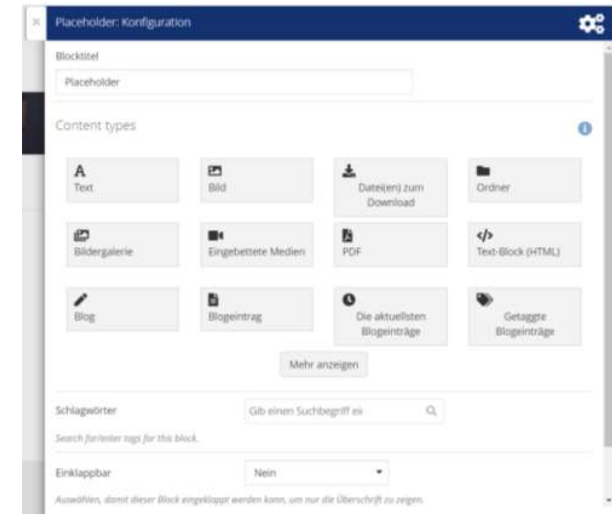 Placeholder: Konfiguration
Blocktitel
Placeholder
Content types
Text
Bild
Datei(en) zum
Download
Ordner
Bildergalerie
Eingebettete Medien
PDF
Text-Block (HTML)
Blog
Blogeintrag
Die aktuellsten
Blogeinträge
Getaggte
Blogeinträge
Mehr anzeigen
Schlagwörter
Gib einen Suchbegriff ei
Search for/enter tags for this block.
Einklappbar
Nein
Auswählen, damit dieser Block eingeklappt werden kann, um nur die Überschrift zu zeigen.